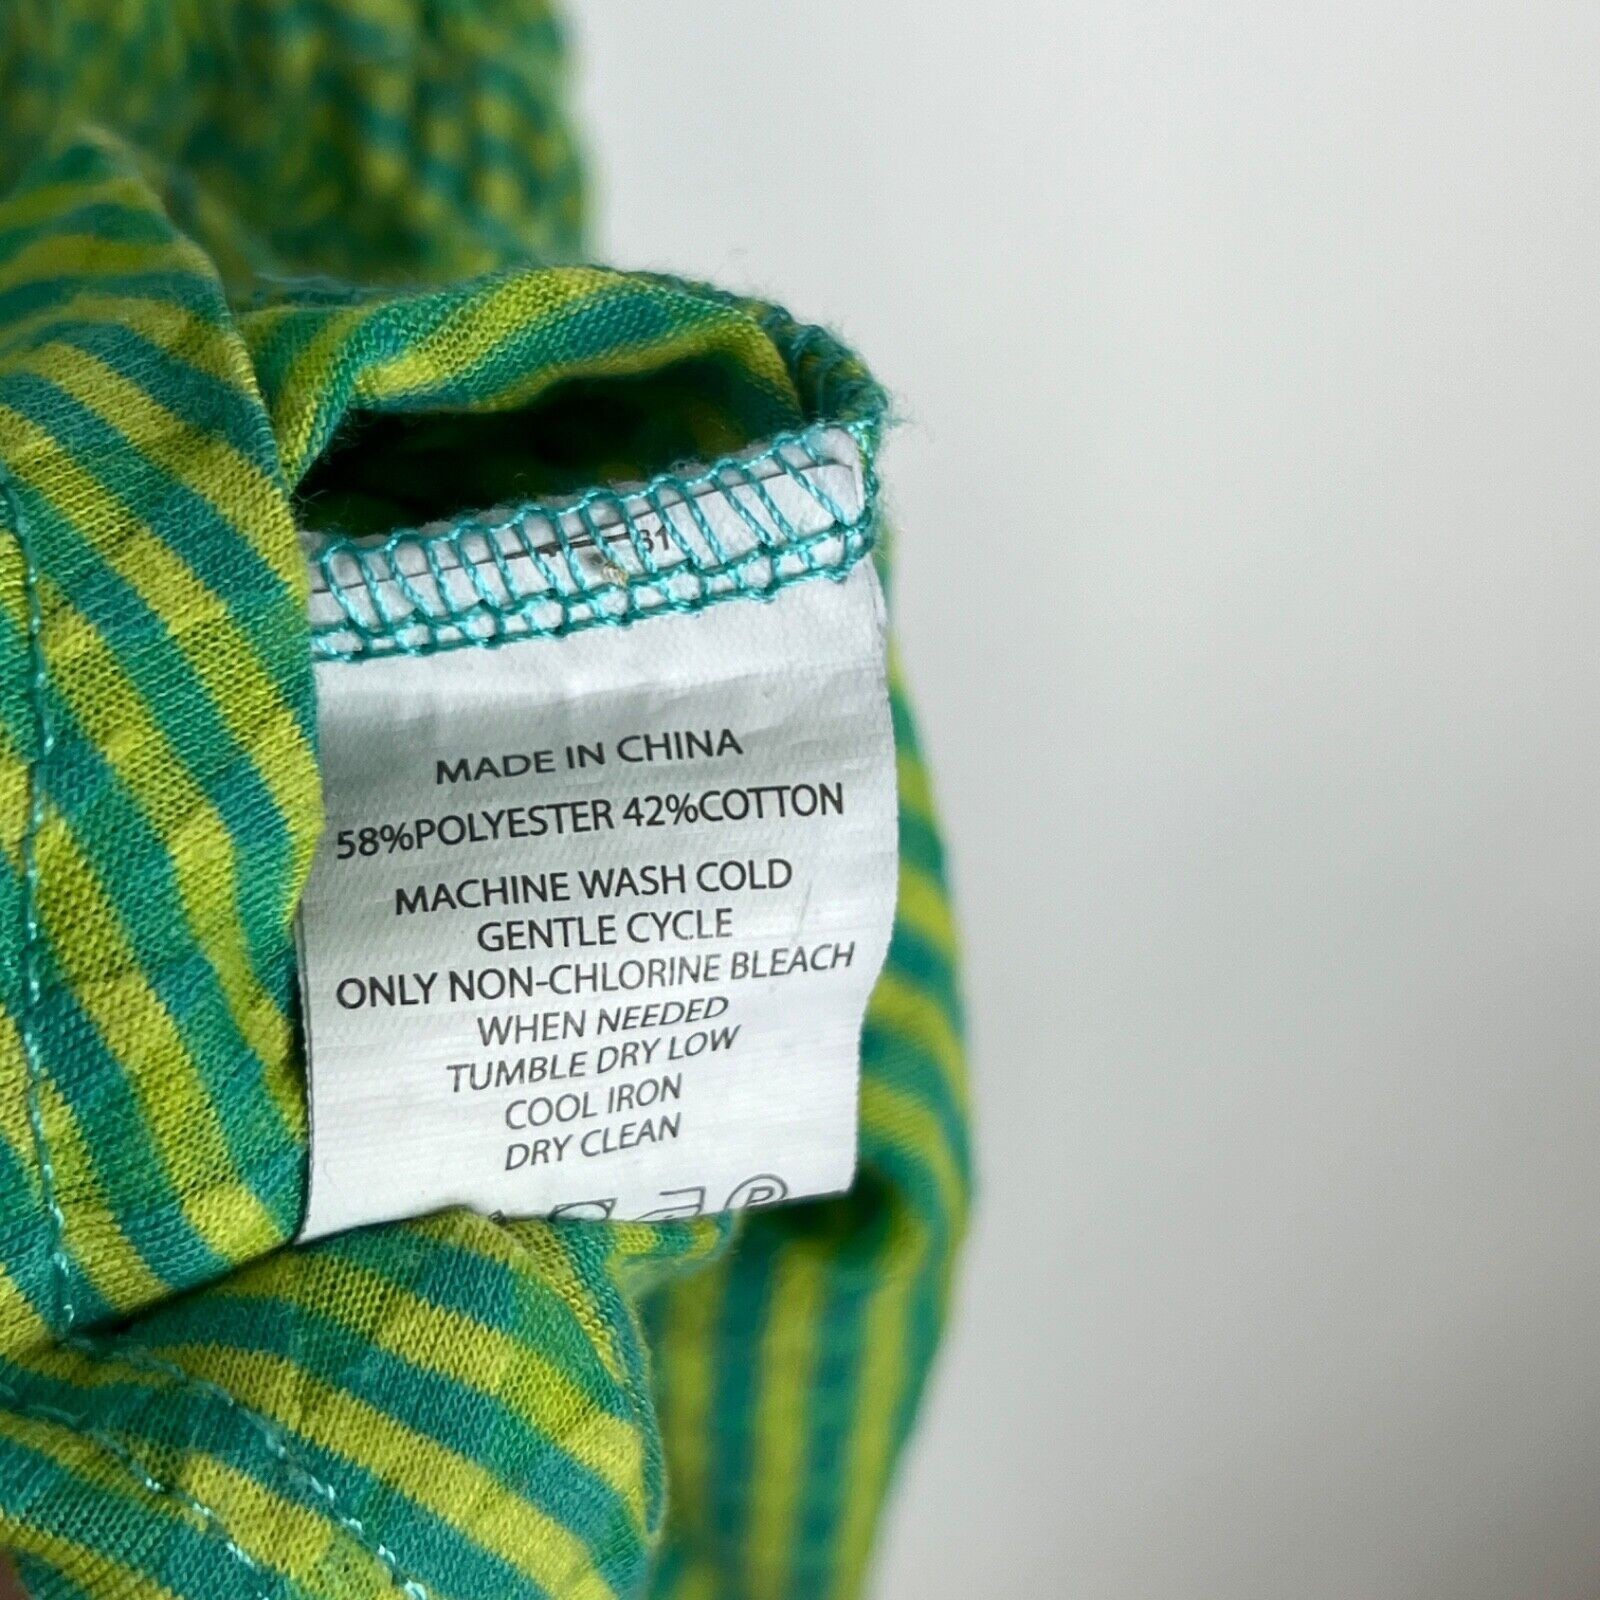 31
MADE IN CHINA
58%POLYESTER 42%COTTON
MACHINE WASH COLD
GENTLE CYCLE
ONLY NON-CHLORINE BLEACH
WHEN NEEDED
TUMBLE DRY LOW
COOL IRON
DRY CLEAN
P